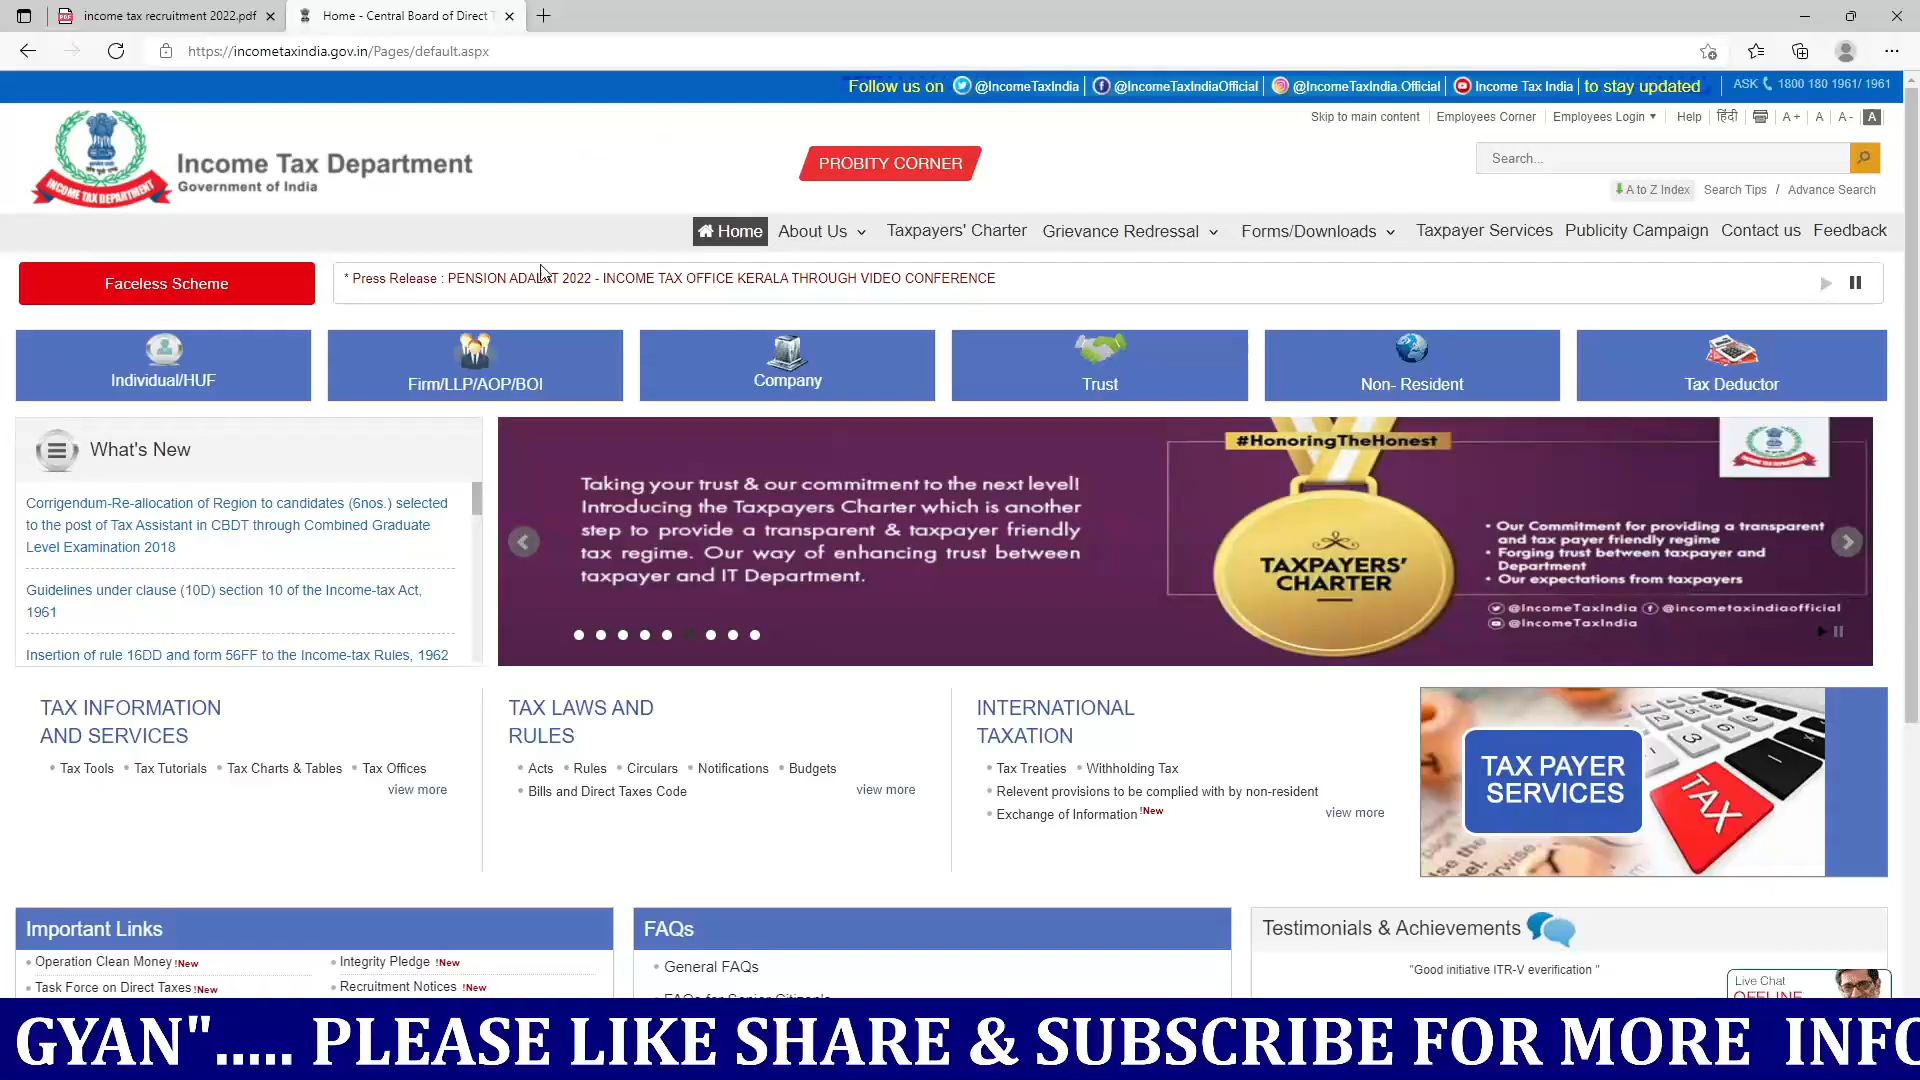 income tax recruitment 2022.pdf
Home - Central Board of Direct T
https://incometaxindia.gov.in/Pages/default.aspx
Follow us on @IncomeTaxIndia | @IncomeTaxIndiaOfficial | @IncomeTaxIndia.Official | Income Tax India | to stay updated
ASK 1800 180 1961/ 1961
Skip to main content | Employees Corner | Employees Login | Help | हिंदी | A+ | A | A- | A
INCOME TAX DEPARTMENT
Income Tax Department
Government of India
PROBITY CORNER
Search...
A to Z Index
Search Tips / Advance Search
Home
About Us
Taxpayers' Charter
Grievance Redressal
Forms/Downloads
Taxpayer Services
Publicity Campaign
Contact us
Feedback
Faceless Scheme
* Press Release : PENSION ADALAT 2022 - INCOME TAX OFFICE KERALA THROUGH VIDEO CONFERENCE
Individual/HUF
Firm/LLP/AOP/BOI
Company
Trust
Non- Resident
Tax Deductor
What's New
Corrigendum-Re-allocation of Region to candidates (6nos.) selected
to the post of Tax Assistant in CBDT through Combined Graduate
Level Examination 2018
Guidelines under clause (10D) section 10 of the Income-tax Act,
1961
Insertion of rule 16DD and form 56FF to the Income-tax Rules, 1962
Taking your trust & our commitment to the next level!
Introducing the Taxpayers Charter which is another
step to provide a transparent & taxpayer friendly
tax regime. Our way of enhancing trust between
taxpayer and IT Department.
#HonoringTheHonest
TAXPAYERS'
CHARTER
• Our Commitment for providing a transparent
and tax payer friendly regime
• Forging trust between taxpayer and
Department
• Our expectations from taxpayers
@IncomeTaxIndia @incometaxindiaofficial
@IncomeTaxIndia
TAX INFORMATION
AND SERVICES
• Tax Tools • Tax Tutorials • Tax Charts & Tables • Tax Offices
view more
TAX LAWS AND
RULES
• Acts • Rules • Circulars • Notifications • Budgets
• Bills and Direct Taxes Code
view more
INTERNATIONAL
TAXATION
• Tax Treaties • Withholding Tax
• Relevent provisions to be complied with by non-resident
• Exchange of Information !New
view more
TAX PAYER
SERVICES
TAX
Important Links
• Operation Clean Money !New
• Integrity Pledge !New
• Task Force on Direct Taxes !New
• Recruitment Notices !New
FAQs
• General FAQs
• FAQs for Senior Citizen's
Testimonials & Achievements
"Good initiative ITR-V everification "
Live Chat
OFFLINE
GYAN"..... PLEASE LIKE SHARE & SUBSCRIBE FOR MORE INFO